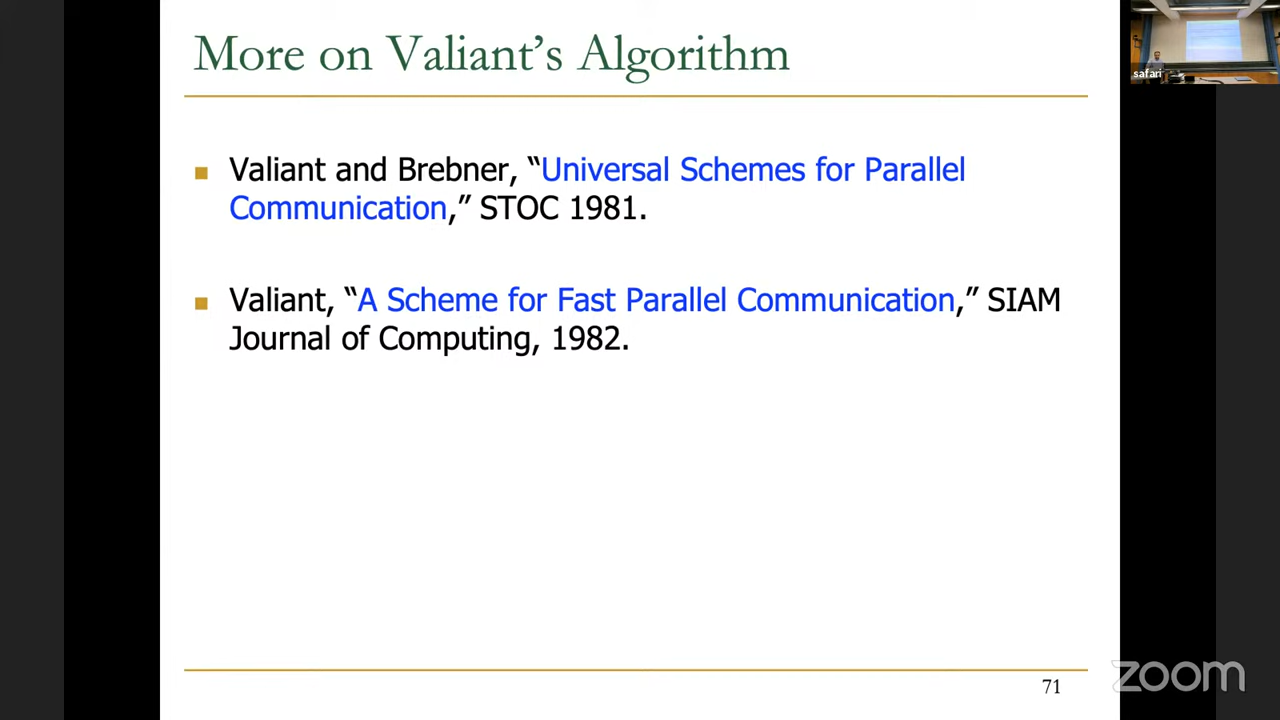 More on Valiant's Algorithm
safari
Valiant and Brebner, “Universal Schemes for Parallel
Communication,” STOC 1981.
Valiant, “A Scheme for Fast Parallel Communication,” SIAM
Journal of Computing, 1982.
71
zoom